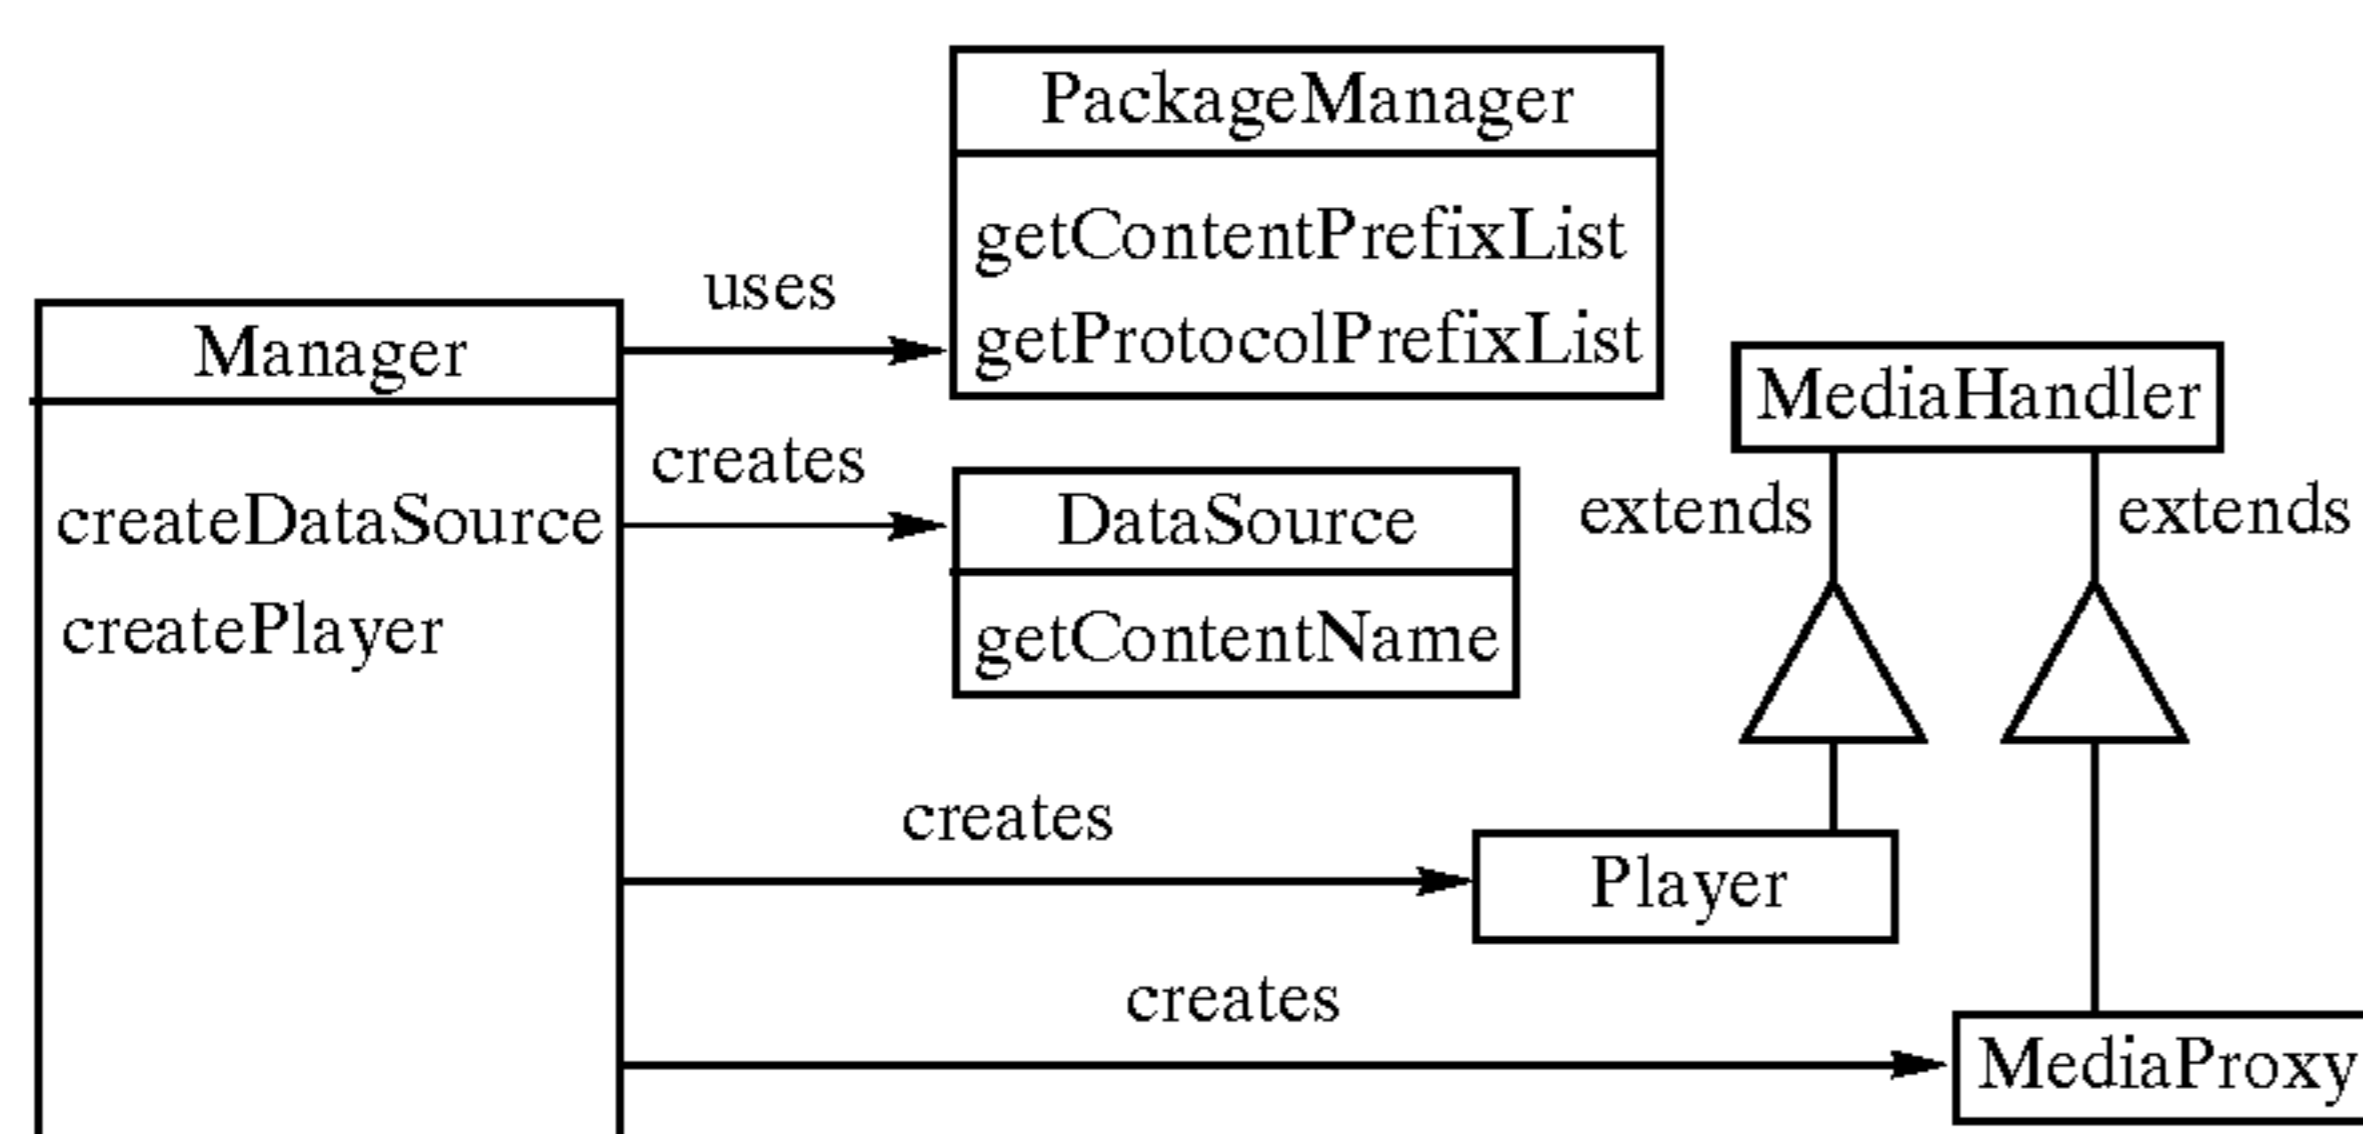 PackageManager
getContentPrefixList
getProtocolPrefixList
uses
Manager
createDataSource
createPlayer
creates
DataSource
getContentName
MediaHandler
extends
extends
creates
Player
creates
MediaProxy